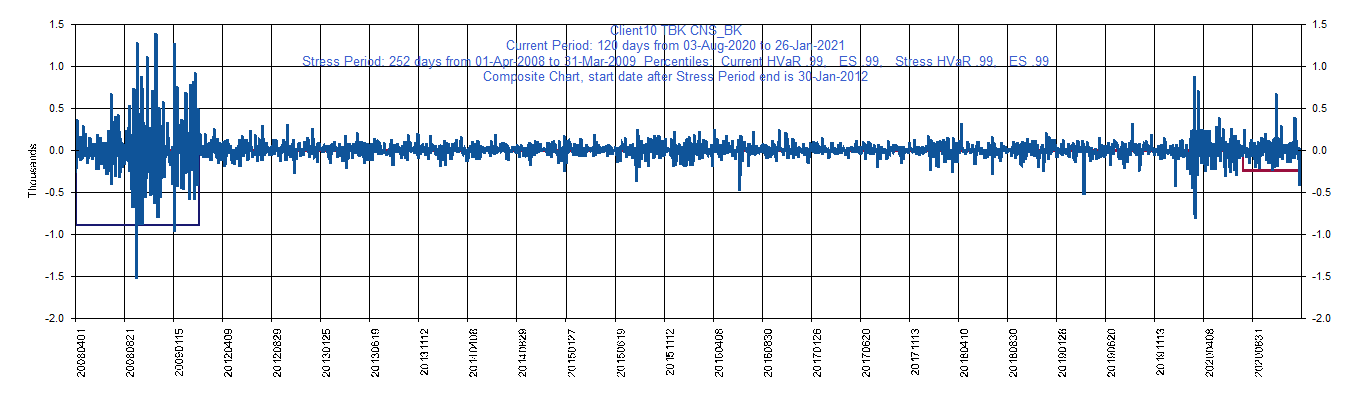 Client10 TBK CNS_BK
Current Period: 120 days from 03-Aug-2020 to 26-Jan-2021
Stress Period: 252 days from 01-Apr-2008 to 31-Mar-2009 Percentiles: Current HVaR .99, ES .99, Stress HVaR .99, ES .99
Composite Chart, start date after Stress Period end is 30-Jan-2012
1.5 1.5
1.0 1.0
0.5 0.5
0.0 0.0
-0.5 -0.5
-1.0 -1.0
-1.5 -1.5
-2.0 -2.0
Thousands
20080401 20080821 20090115 20120409 20120829 20130125 20130619 20131112 20140408 20140829 20150127 20150619 20151112 20160408 20160830 20170126 20170620 20171113 20180410 20180830 20190128 20190620 20191113 20200408 20200831